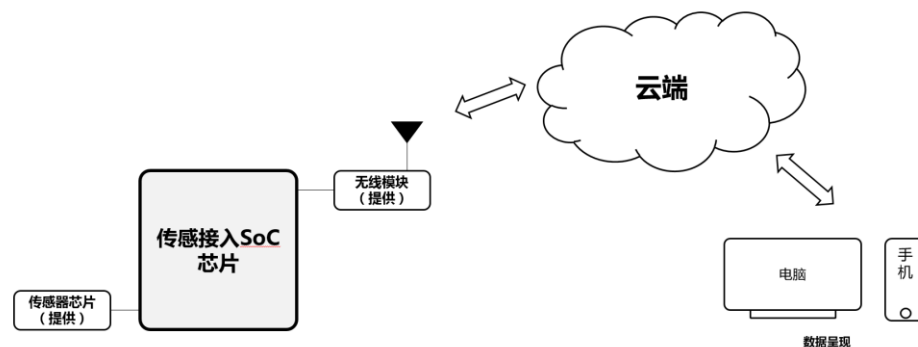 云端
无线模块
（提供）
传感接入SoC
芯片
传感器芯片
（提供）
电脑
手
机
数据呈现